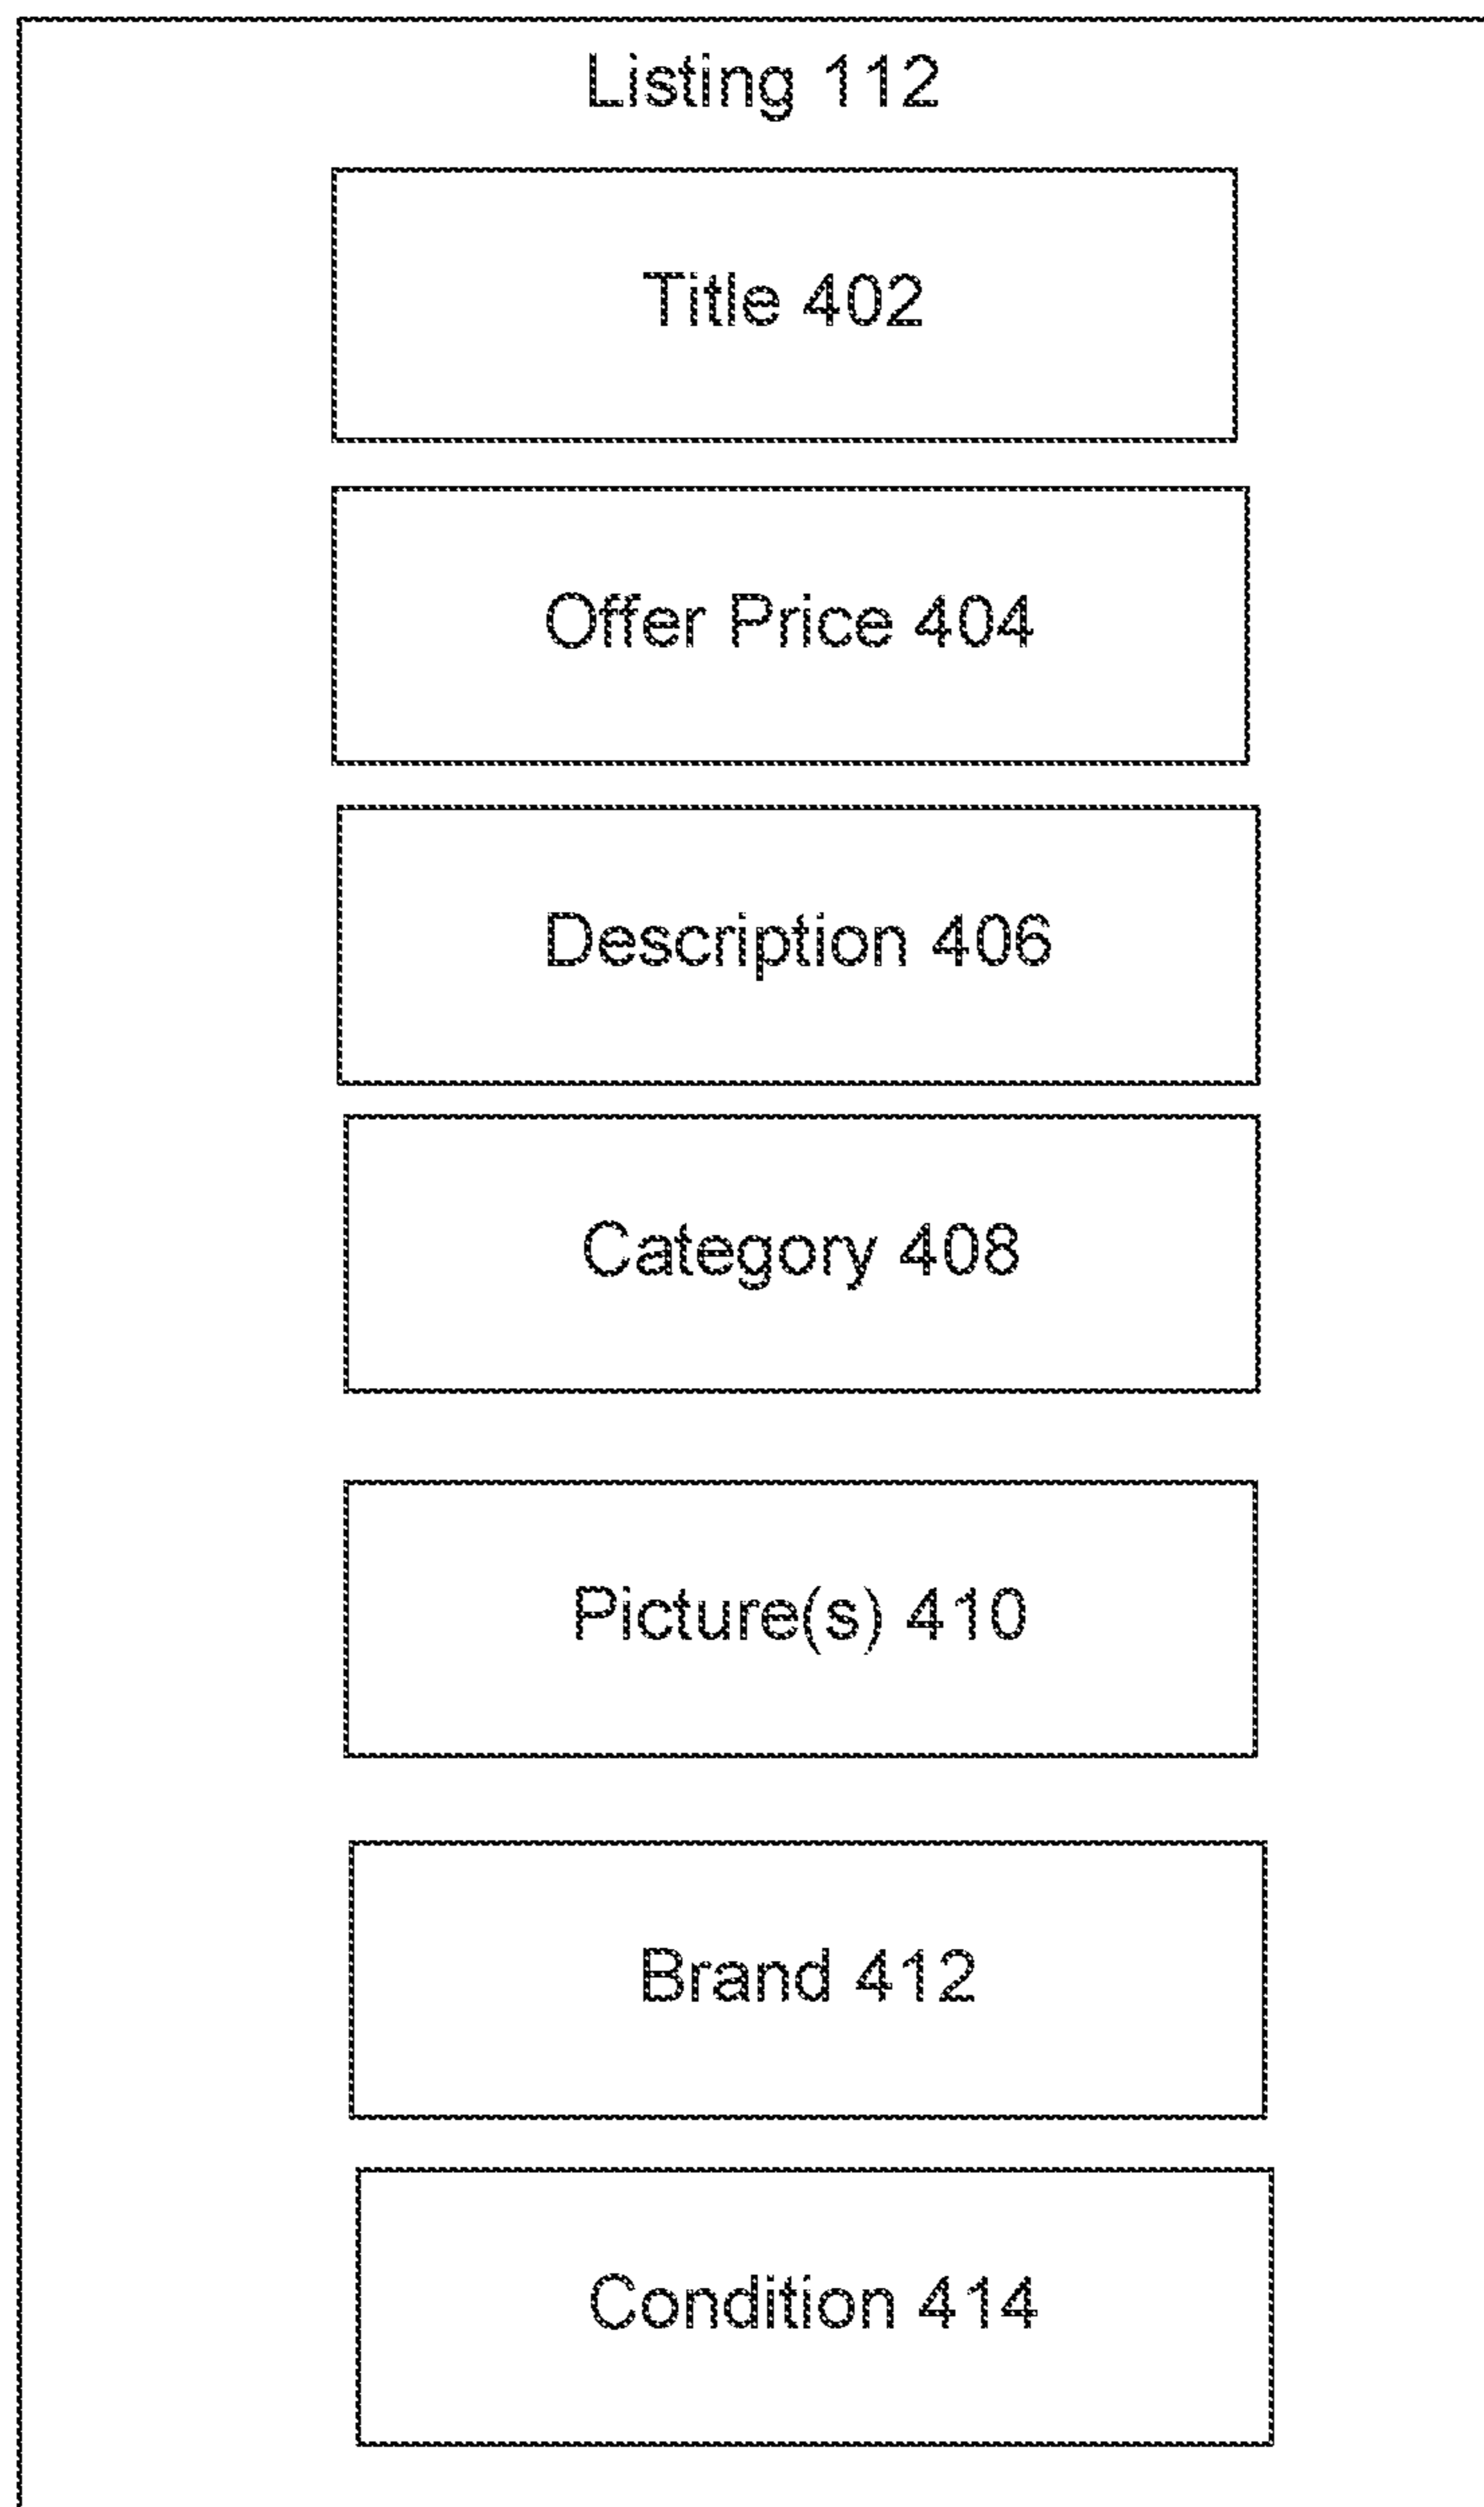 Listing 112
Title 402
Offer Price 404
Description 406
Category 408
Picture(s) 410
Brand 412
Condition 414